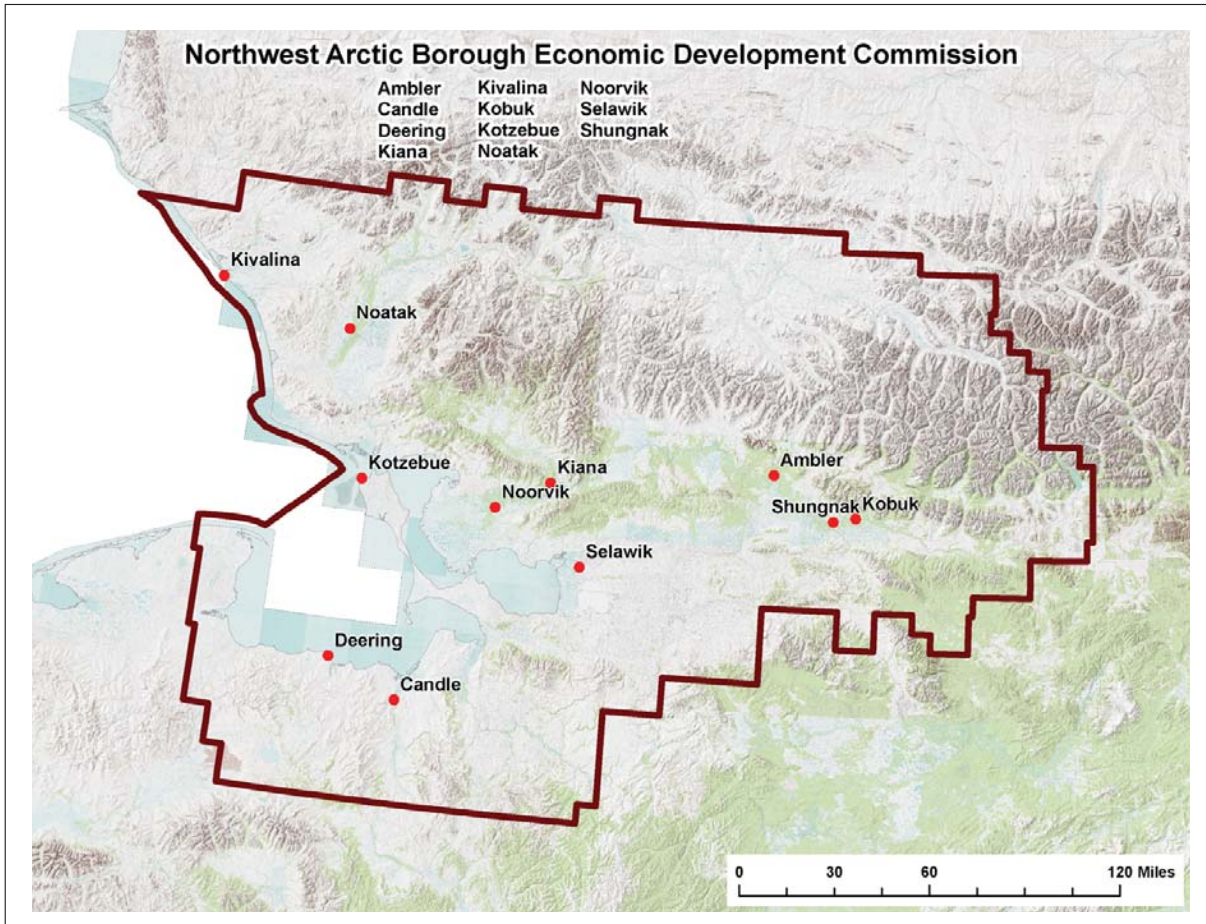 Northwest Arctic Borough Economic Development Commission
Ambler Kivalina Noorvik
Candle Kobuk Selawik
Deering Kotzebue Shungnak
Kiana Noatak
Kivalina
Noatak
Kotzebue
Kiana
Noorvik
Ambler
Shungnak Kobuk
Selawik
Deering
Candle
0 30 60 120 Miles